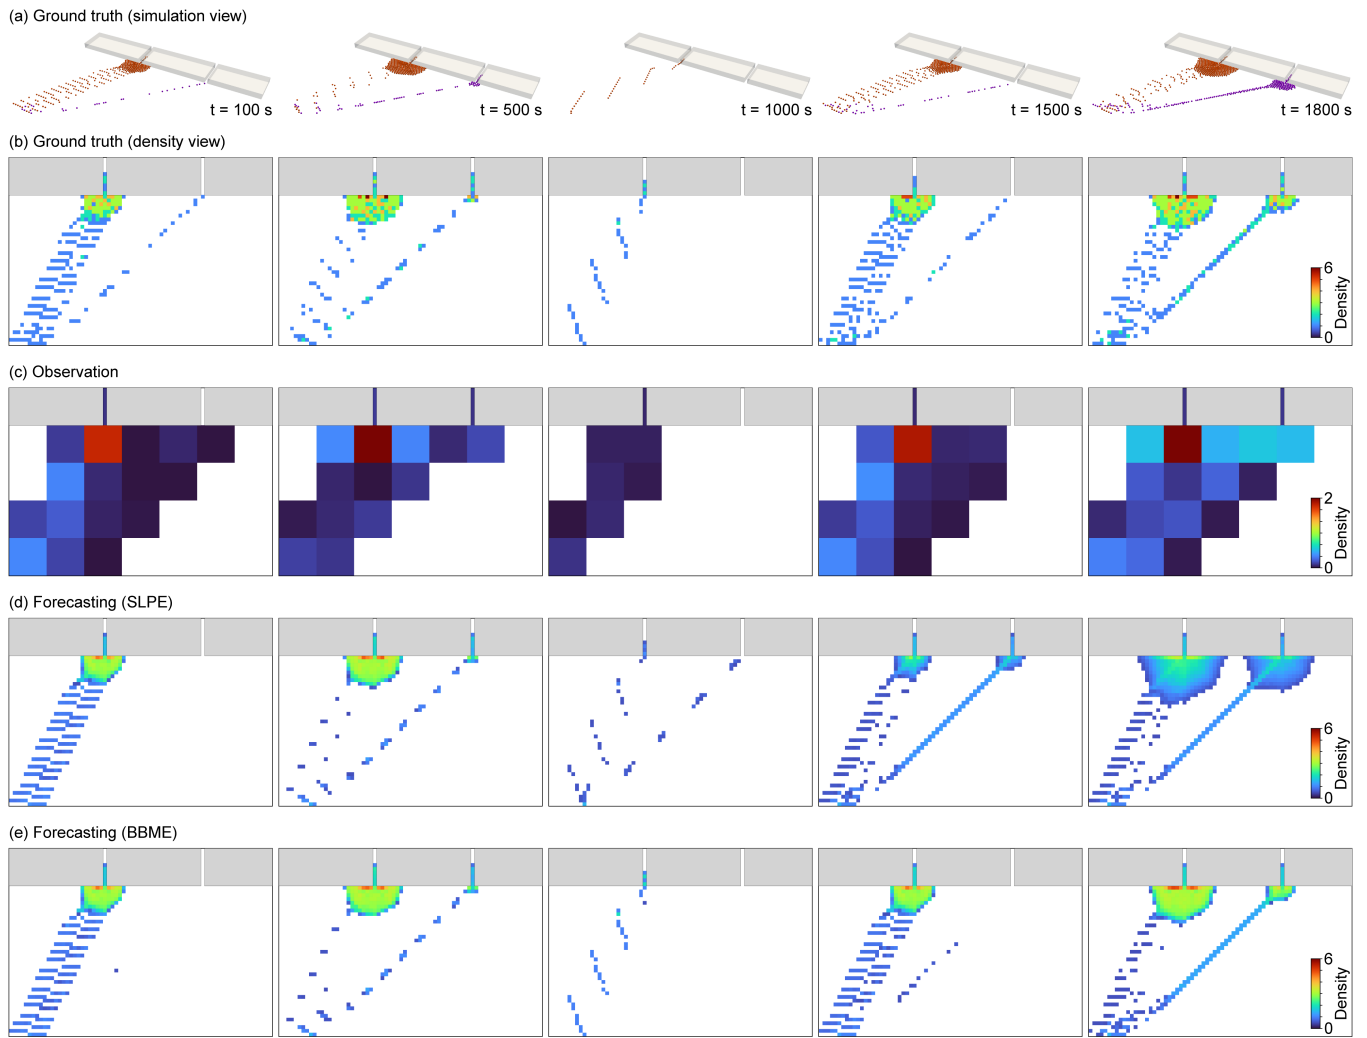 (a) Ground truth (simulation view)
t = 100 s
t = 500 s
t = 1000 s
t = 1500 s
t = 1800 s
(b) Ground truth (density view)
6
0
Density
(c) Observation
2
0
Density
(d) Forecasting (SLPE)
6
0
Density
(e) Forecasting (BBME)
6
0
Density